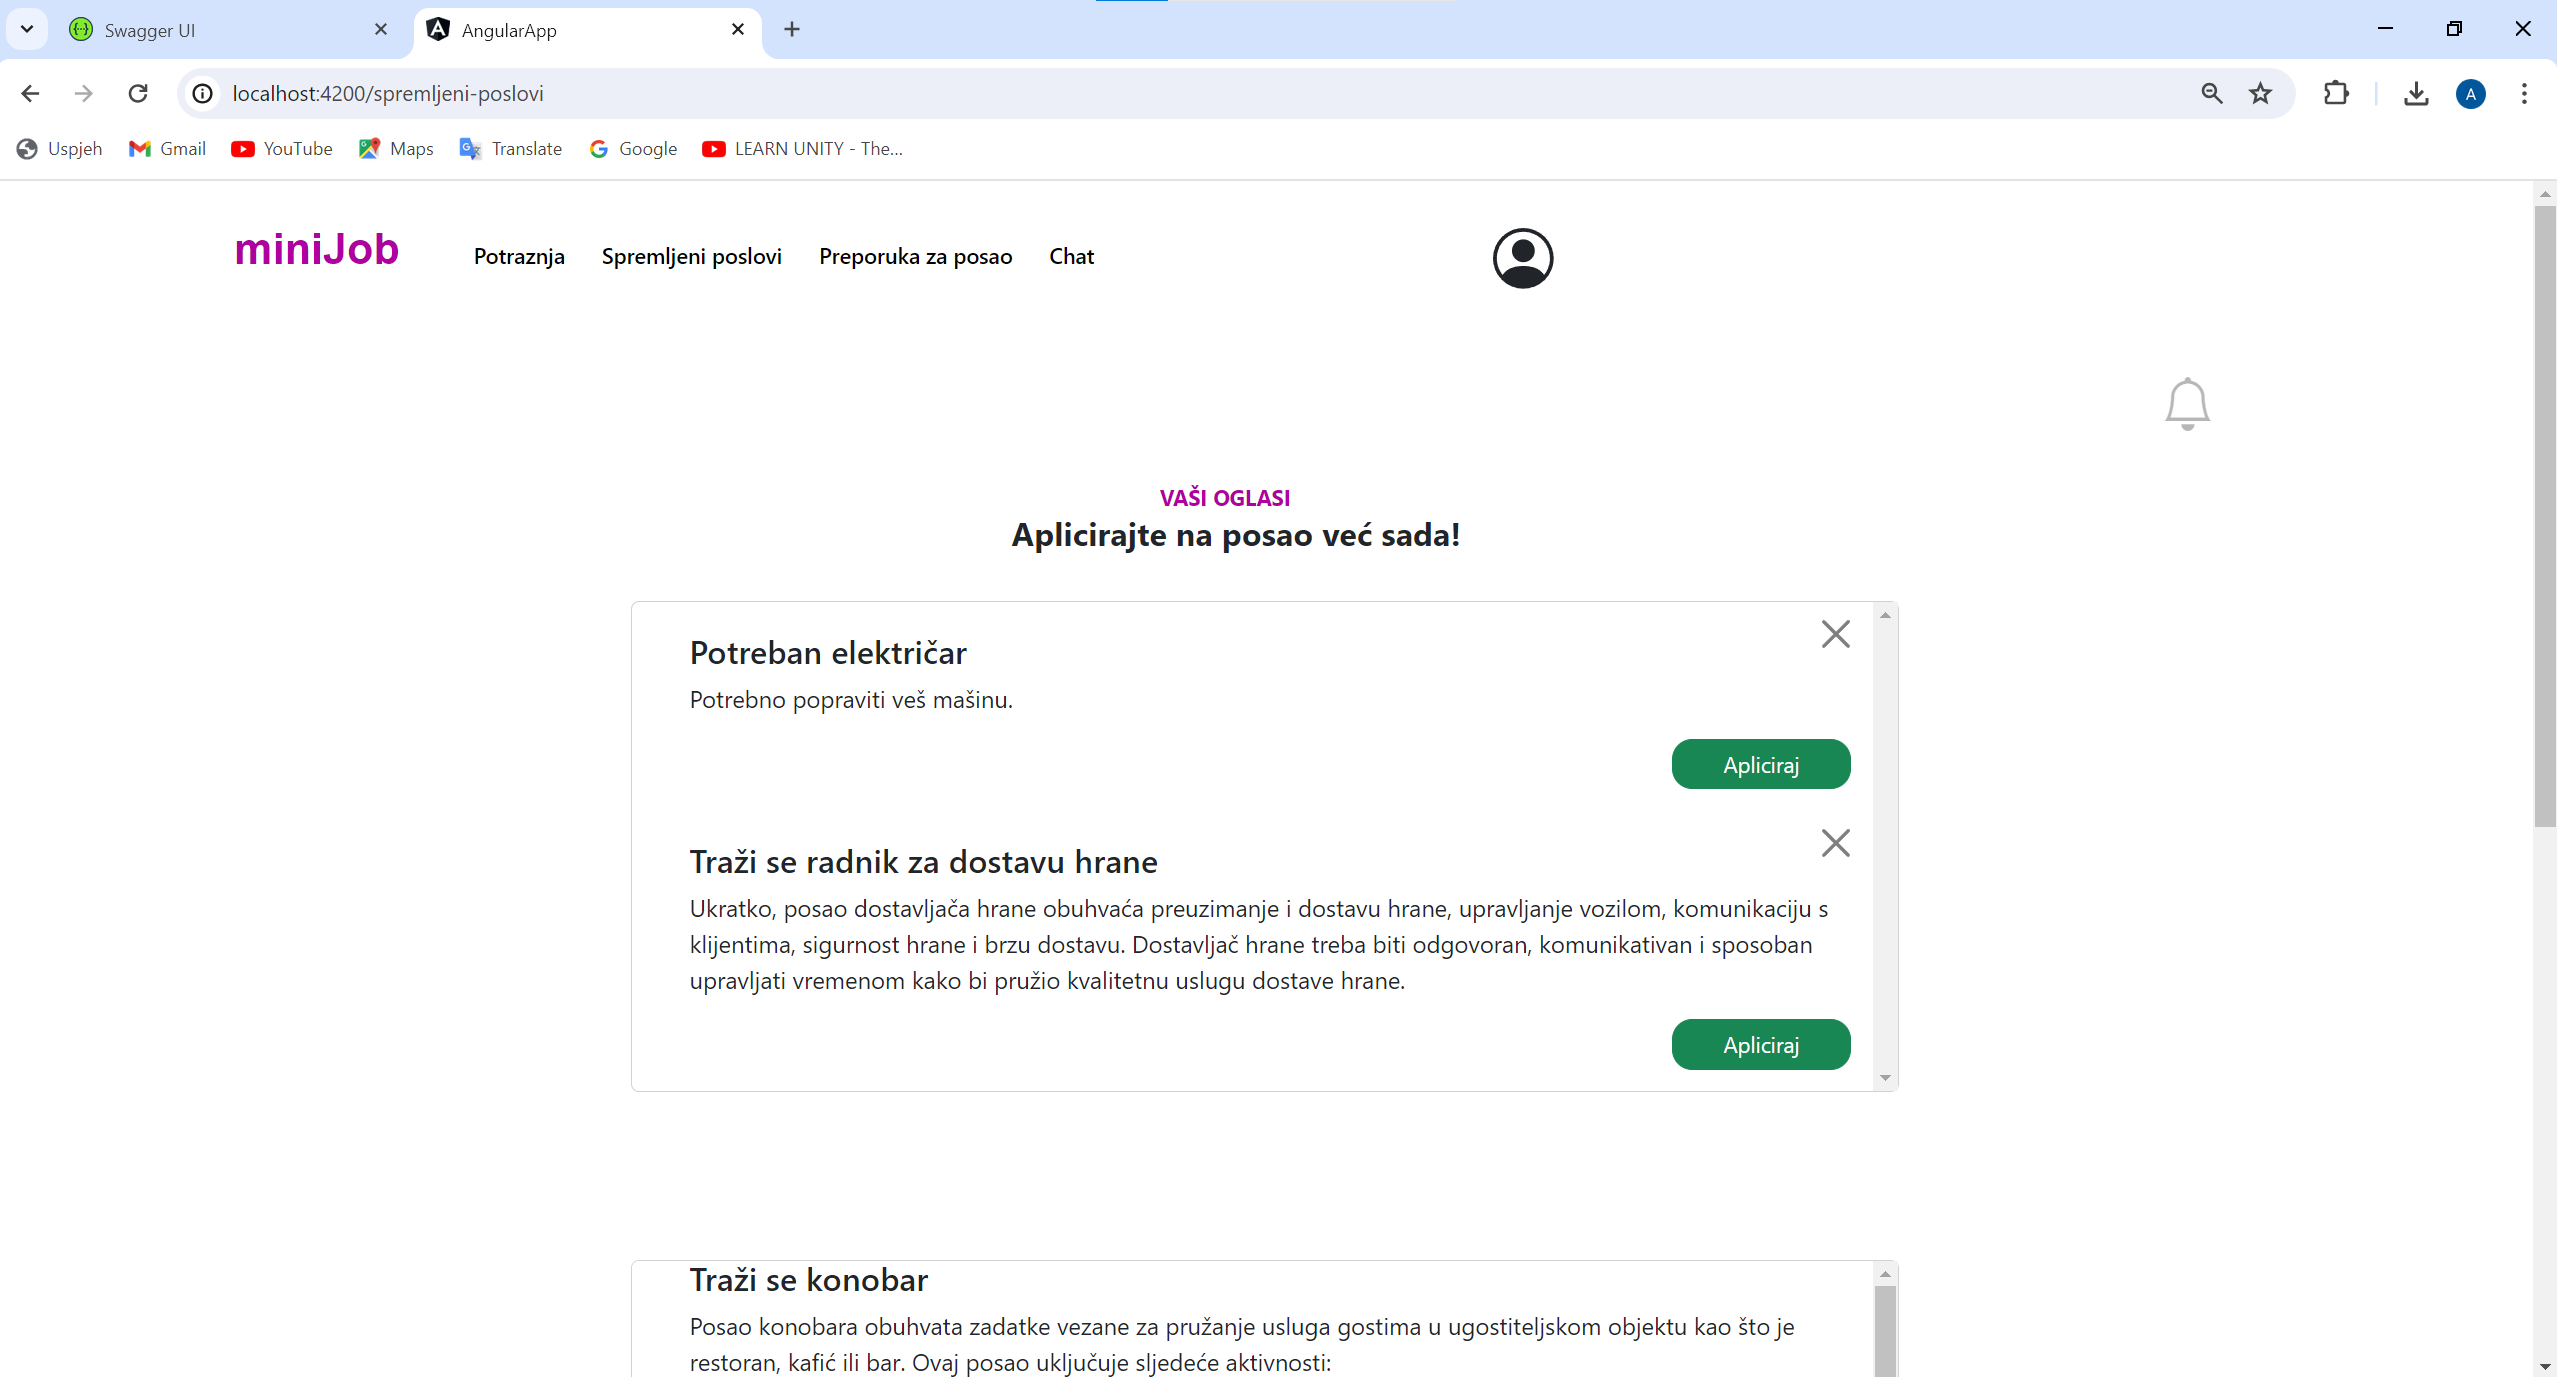 Swagger UI
AngularApp
localhost:4200/spremljeni-poslovi
A
Uspjeh
Gmail
YouTube
Maps
Translate
Google
LEARN UNITY - The...
miniJob
Potraznja
Spremljeni poslovi
Preporuka za posao
Chat
VAŠI OGLASI
Aplicirajte na posao već sada!
Potreban električar
Potrebno popraviti veš mašinu.
Apliciraj
Traži se radnik za dostavu hrane
Ukratko, posao dostavljača hrane obuhvaća preuzimanje i dostavu hrane, upravljanje vozilom, komunikaciju s
klijentima, sigurnost hrane i brzu dostavu. Dostavljač hrane treba biti odgovoran, komunikativan i sposoban
upravljati vremenom kako bi pružio kvalitetnu uslugu dostave hrane.
Apliciraj
Traži se konobar
Posao konobara obuhvata zadatke vezane za pružanje usluga gostima u ugostiteljskom objektu kao što je
restoran, kafić ili bar. Ovaj posao uključuje sljedeće aktivnosti: